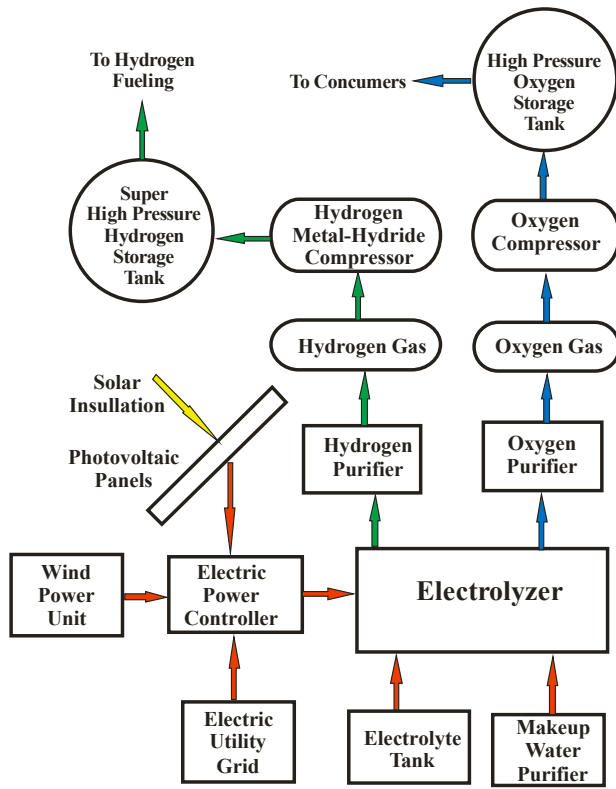 To Hydrogen
Fueling
To Concumers
High Pressure
Oxygen
Storage
Tank
Super
High Pressure
Hydrogen
Storage
Tank
Hydrogen
Metal-Hydride
Compressor
Oxygen
Compressor
Hydrogen Gas
Oxygen Gas
Solar
Insullation
Photovoltaic
Panels
Hydrogen
Purifier
Oxygen
Purifier
Wind
Power
Unit
Electric
Power
Controller
Electrolyzer
Electric
Utility
Grid
Electrolyte
Tank
Makeup
Water
Purifier